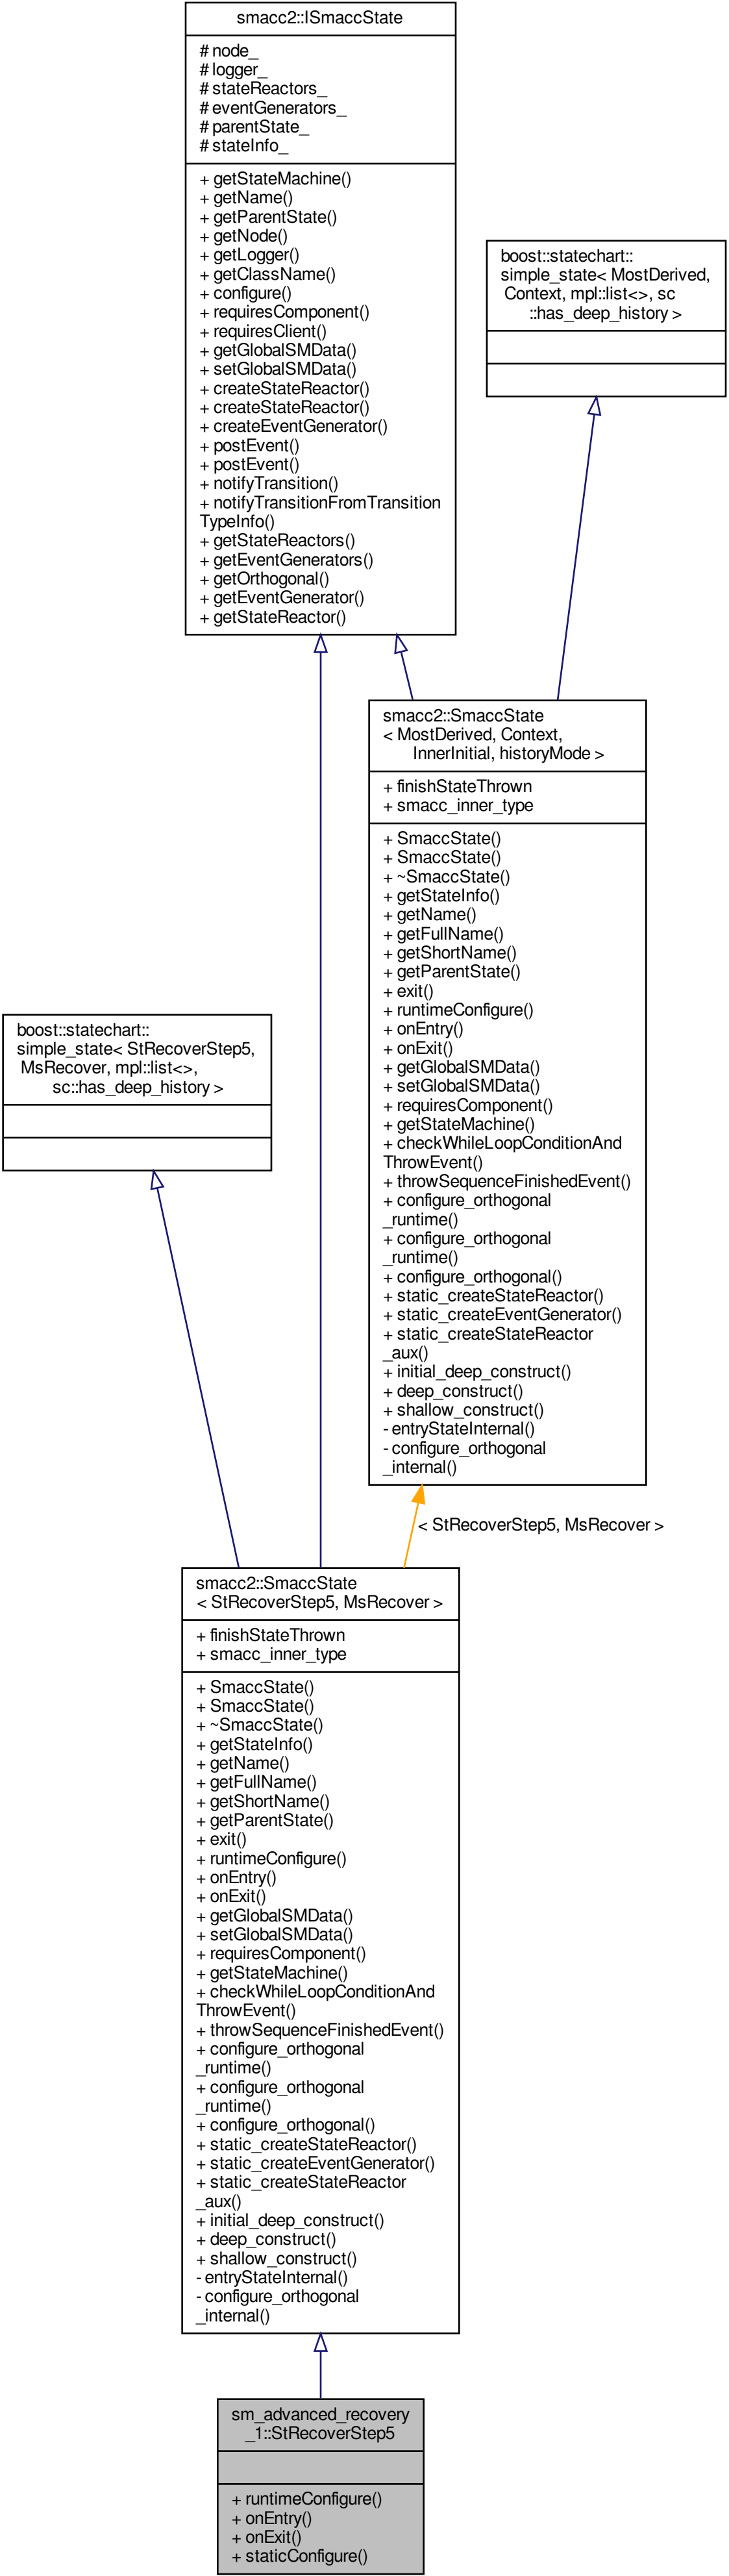 smacc2::ISmaccState
# node_
# logger_
# stateReactors_
# eventGenerators_
# parentState_
# stateInfo_
+ getStateMachine()
+ getName()
+ getParentState()
+ getNode()
+ getLogger()
+ getClassName()
+ configure()
+ requiresComponent()
+ requiresClient()
+ getGlobalSMData()
+ setGlobalSMData()
+ createStateReactor()
+ createStateReactor()
+ createEventGenerator()
+ postEvent()
+ postEvent()
+ notifyTransition()
+ notifyTransitionFromTransition
TypeInfo()
+ getStateReactors()
+ getEventGenerators()
+ getOrthogonal()
+ getEventGenerator()
+ getStateReactor()
boost::statechart::
simple_state< MostDerived,
Context, mpl::list<>, sc
::has_deep_history >
smacc2::SmaccState
< MostDerived, Context,
InnerInitial, historyMode >
+ finishStateThrown
+ smacc_inner_type
+ SmaccState()
+ SmaccState()
+ ~SmaccState()
+ getStateInfo()
+ getName()
+ getFullName()
+ getShortName()
+ getParentState()
+ exit()
+ runtimeConfigure()
+ onEntry()
+ onExit()
+ getGlobalSMData()
+ setGlobalSMData()
+ requiresComponent()
+ getStateMachine()
+ checkWhileLoopConditionAnd
ThrowEvent()
+ throwSequenceFinishedEvent()
+ configure_orthogonal
_runtime()
+ configure_orthogonal
_runtime()
+ configure_orthogonal()
+ static_createStateReactor()
+ static_createEventGenerator()
+ static_createStateReactor
_aux()
+ initial_deep_construct()
+ deep_construct()
+ shallow_construct()
- entryStateInternal()
- configure_orthogonal
_internal()
boost::statechart::
simple_state< StRecoverStep5,
MsRecover, mpl::list<>,
sc::has_deep_history >
< StRecoverStep5, MsRecover >
smacc2::SmaccState
< StRecoverStep5, MsRecover >
+ finishStateThrown
+ smacc_inner_type
+ SmaccState()
+ SmaccState()
+ ~SmaccState()
+ getStateInfo()
+ getName()
+ getFullName()
+ getShortName()
+ getParentState()
+ exit()
+ runtimeConfigure()
+ onEntry()
+ onExit()
+ getGlobalSMData()
+ setGlobalSMData()
+ requiresComponent()
+ getStateMachine()
+ checkWhileLoopConditionAnd
ThrowEvent()
+ throwSequenceFinishedEvent()
+ configure_orthogonal
_runtime()
+ configure_orthogonal
_runtime()
+ configure_orthogonal()
+ static_createStateReactor()
+ static_createEventGenerator()
+ static_createStateReactor
_aux()
+ initial_deep_construct()
+ deep_construct()
+ shallow_construct()
- entryStateInternal()
- configure_orthogonal
_internal()
sm_advanced_recovery
_1::StRecoverStep5
+ runtimeConfigure()
+ onEntry()
+ onExit()
+ staticConfigure()